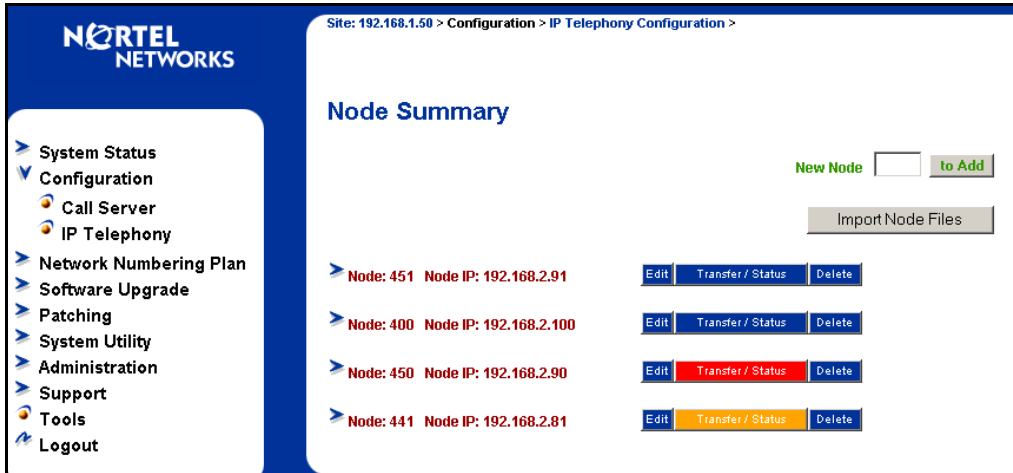 NORTEL
NETWORKS
Site: 192.168.1.50 > Configuration > IP Telephony Configuration >
System Status
Configuration
Call Server
IP Telephony
Network Numbering Plan
Software Upgrade
Patching
System Utility
Administration
Support
Tools
Logout
Node Summary
New Node to Add
Import Node Files
Node: 451 Node IP: 192.168.2.91 Edit Transfer / Status Delete
Node: 400 Node IP: 192.168.2.100 Edit Transfer / Status Delete
Node: 450 Node IP: 192.168.2.90 Edit Transfer / Status Delete
Node: 441 Node IP: 192.168.2.81 Edit Transfer / Status Delete